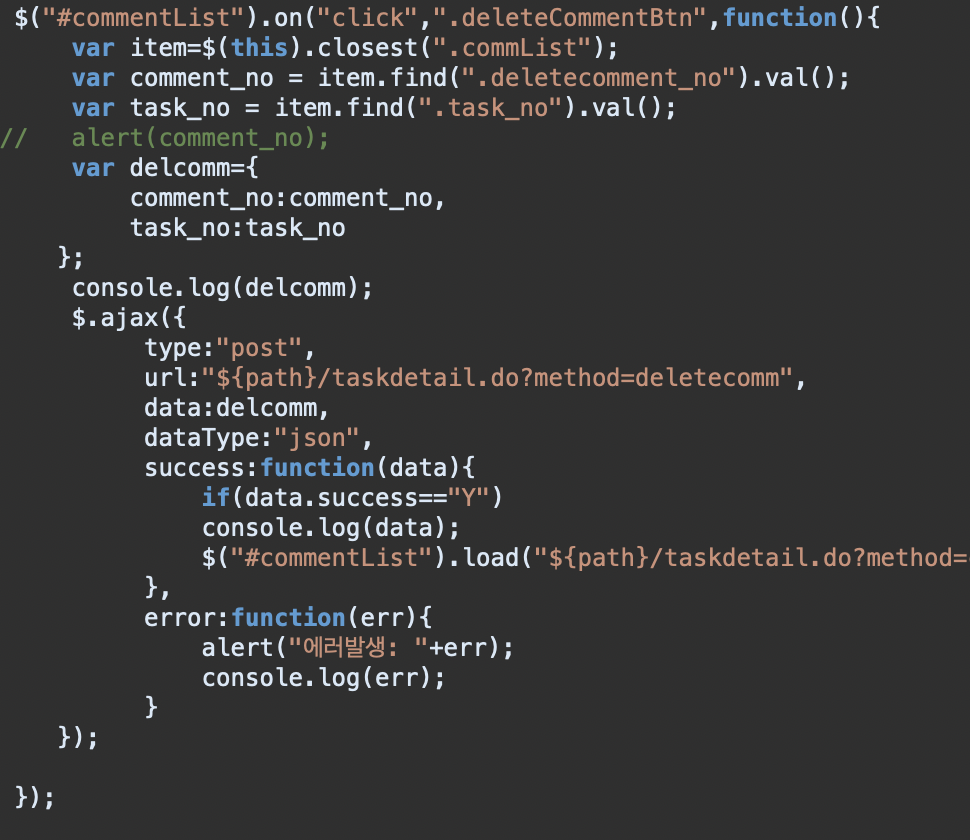 $("#commentList").on("click",".deleteCommentBtn",function(){
var item=$(this).closest(".commList");
var comment_no = item.find(".deletecomment_no").val();
var task_no = item.find(".task_no").val();
// alert(comment_no);
var delcomm={
comment_no:comment_no,
task_no:task_no
};
console.log(delcomm);
$.ajax({
type:"post",
url:"${path}/taskdetail.do?method=deletecomm",
data:delcomm,
dataType:"json",
success:function(data){
if(data.success=="Y")
console.log(data);
$("#commentList").load("${path}/taskdetail.do?method=
},
error:function(err){
alert("에러발생: "+err);
console.log(err);
}
});
});